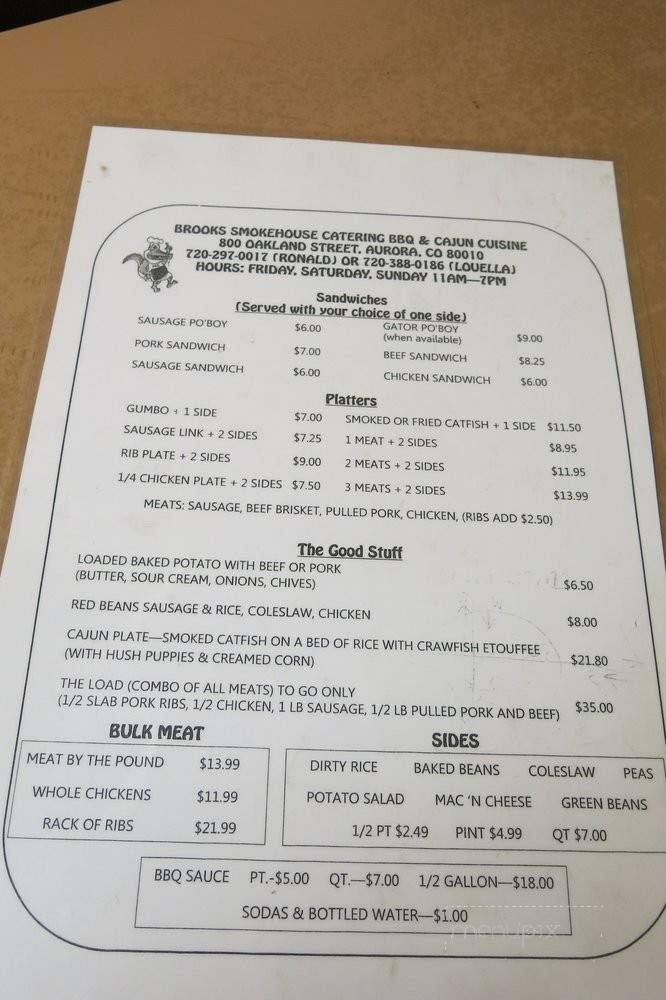 BROOKS SMOKEHOUSE CATERING BBQ & CAJUN CUISINE
800 OAKLAND STREET, AURORA, CO 80010
720-297-0017 (RONALD) OR 720-388-0186 (LOUELLA)
HOURS: FRIDAY, SATURDAY, SUNDAY 11AM—7PM
Sandwiches
(Served with your choice of one side)
SAUSAGE PO'BOY $6.00 GATOR PO'BOY
(when available) $9.00
PORK SANDWICH $7.00 BEEF SANDWICH $8.25
SAUSAGE SANDWICH $6.00 CHICKEN SANDWICH $6.00
Platters
GUMBO + 1 SIDE $7.00 SMOKED OR FRIED CATFISH + 1 SIDE $11.50
SAUSAGE LINK + 2 SIDES $7.25 1 MEAT + 2 SIDES $8.95
RIB PLATE + 2 SIDES $9.00 2 MEATS + 2 SIDES $11.95
1/4 CHICKEN PLATE + 2 SIDES $7.50 3 MEATS + 2 SIDES $13.99
MEATS: SAUSAGE, BEEF BRISKET, PULLED PORK, CHICKEN, (RIBS ADD $2.50)
The Good Stuff
LOADED BAKED POTATO WITH BEEF OR PORK
(BUTTER, SOUR CREAM, ONIONS, CHIVES) $6.50
RED BEANS SAUSAGE & RICE, COLESLAW, CHICKEN $8.00
CAJUN PLATE—SMOKED CATFISH ON A BED OF RICE WITH CRAWFISH ETOUFFEE
(WITH HUSH PUPPIES & CREAMED CORN) $21.80
THE LOAD (COMBO OF ALL MEATS) TO GO ONLY
(1/2 SLAB PORK RIBS, 1/2 CHICKEN, 1 LB SAUSAGE, 1/2 LB PULLED PORK AND BEEF) $35.00
BULK MEAT
MEAT BY THE POUND $13.99
WHOLE CHICKENS $11.99
RACK OF RIBS $21.99
SIDES
DIRTY RICE BAKED BEANS COLESLAW PEAS
POTATO SALAD MAC 'N CHEESE GREEN BEANS
1/2 PT $2.49 PINT $4.99 QT $7.00
BBQ SAUCE PT.-$5.00 QT.—$7.00 1/2 GALLON—$18.00
SODAS & BOTTLED WATER—$1.00
menupix